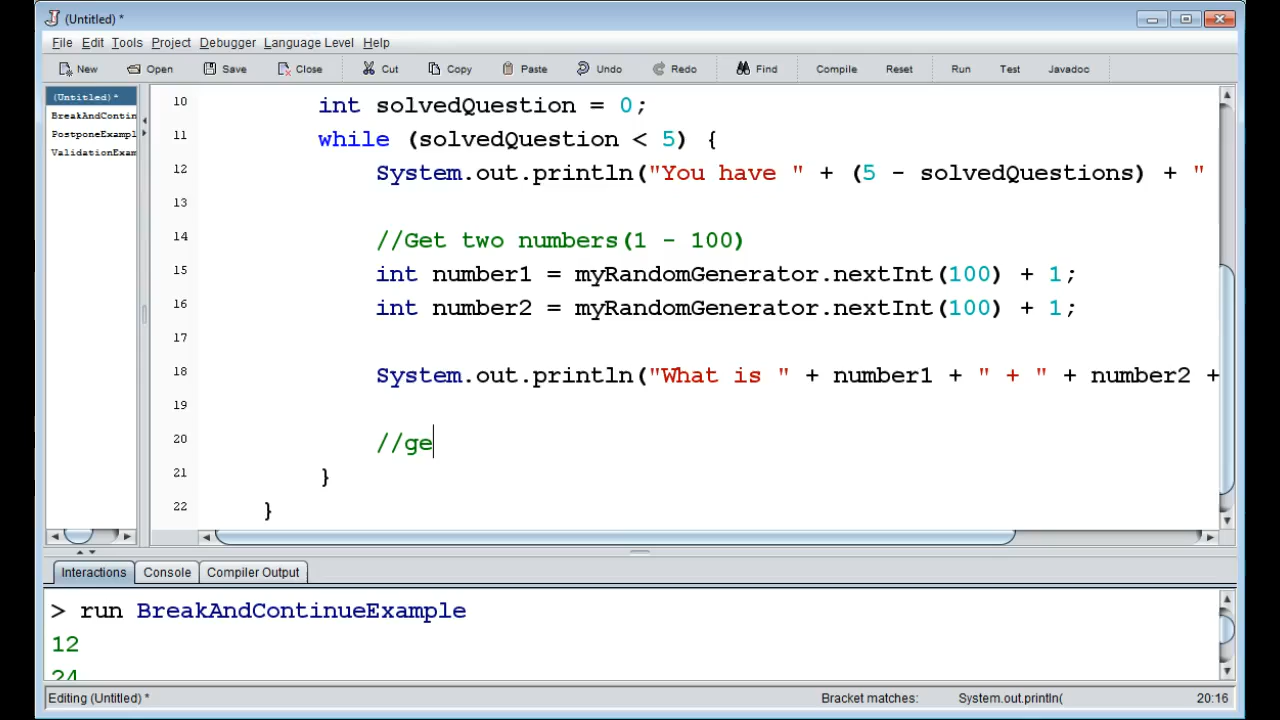 (Untitled) *
File Edit Tools Project Debugger Language Level Help
New Open Save Close Cut Copy Paste Undo Redo Find Compile Reset Run Test Javadoc
(Untitled)*
BreakAndContin
PostponeExampl
ValidationExam
10 int solvedQuestion = 0;
11 while (solvedQuestion < 5) {
12 System.out.println("You have " + (5 - solvedQuestions) + "
13
14 //Get two numbers(1 - 100)
15 int number1 = myRandomGenerator.nextInt(100) + 1;
16 int number2 = myRandomGenerator.nextInt(100) + 1;
17
18 System.out.println("What is " + number1 + " + " + number2 +
19
20 //ge
21 }
22 }
Interactions Console Compiler Output
> run BreakAndContinueExample
12
24
Editing (Untitled) * Bracket matches: System.out.println( 20:16